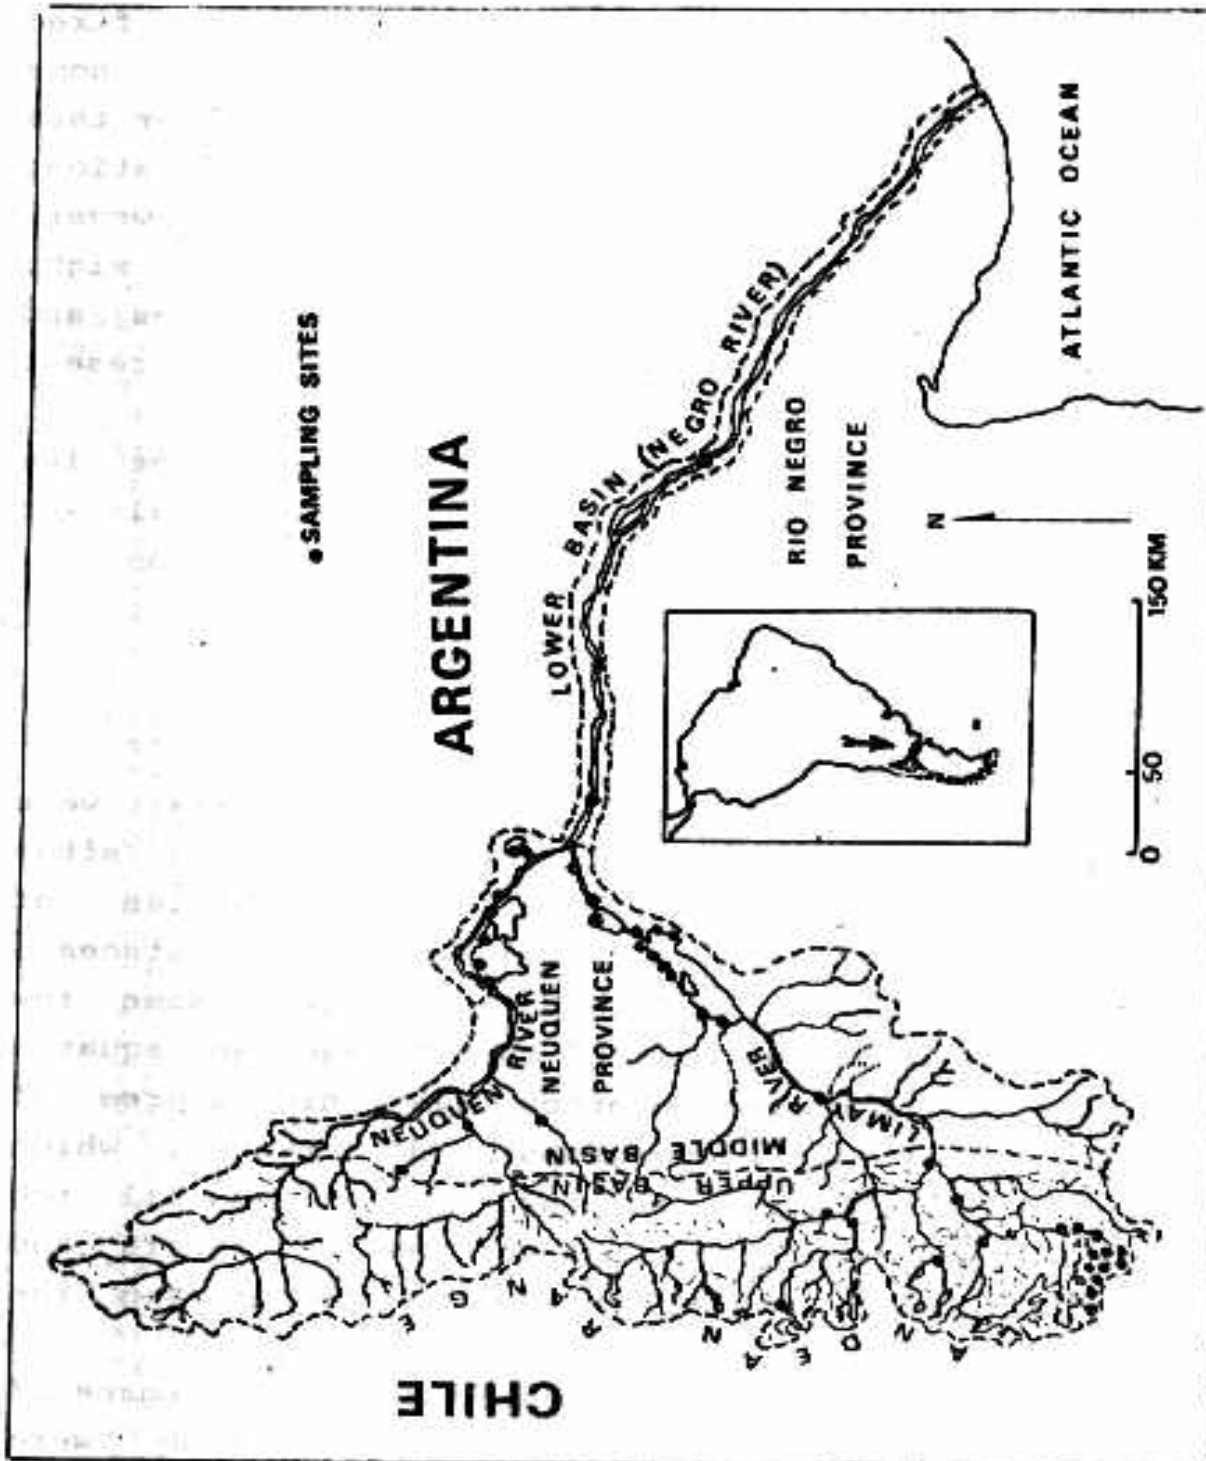 CHILE
ARGENTINA
• SAMPLING SITES
NEUQUEN RIVER
NEUQUEN
PROVINCE
LOWER BASIN (NEGRO RIVER)
UPPER BASIN
MIDDLE BASIN
LIMAY RIVER
ANDEAN RANGE
RIO NEGRO
PROVINCE
N
ATLANTIC OCEAN
0 50 150 KM